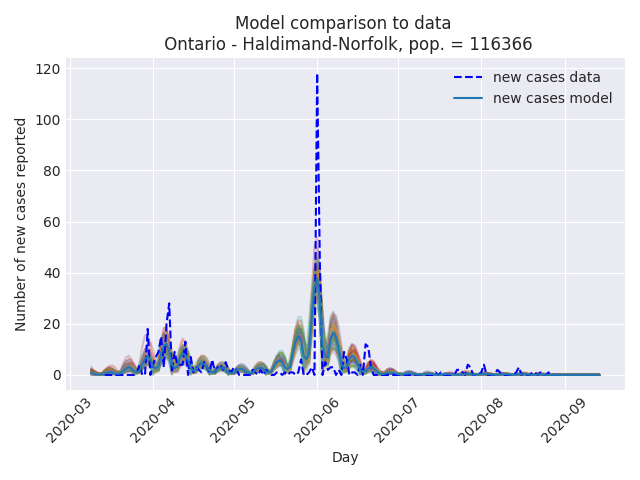 Model comparison to data
Ontario - Haldimand-Norfolk, pop. = 116366
new cases data
new cases model
Number of new cases reported
120
100
80
60
40
20
0
2020-03
2020-04
2020-05
2020-06
2020-07
2020-08
2020-09
Day